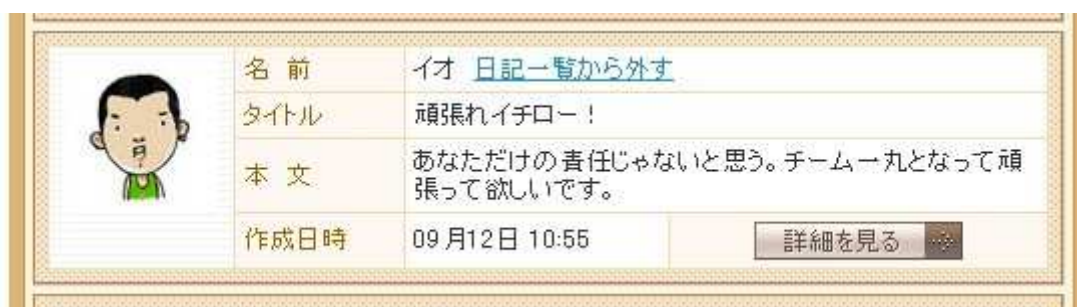 名 前 イオ 日記一覧から外す
タイトル 頑張れイチロー！
本 文 あなただけの責任じゃないと思う。チーム一丸となって頑
張って欲しいです。
作成日時 09月12日 10:55 詳細を見る